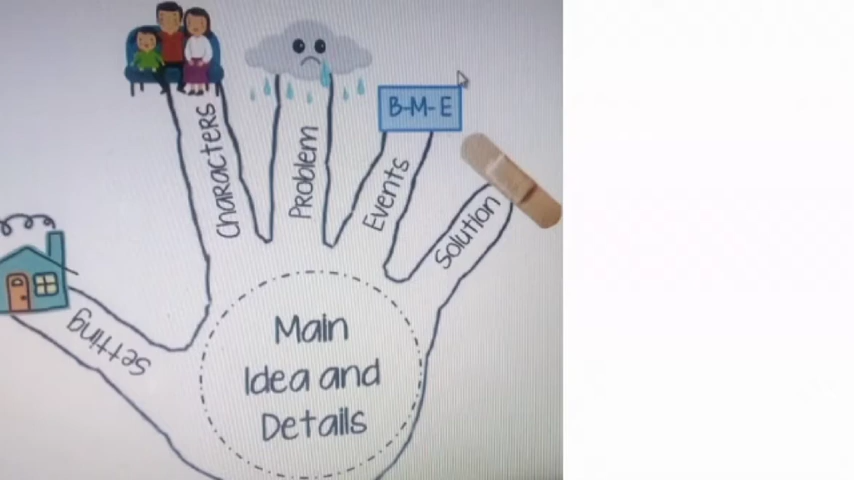 B-M-E
Characters
Problem
Events
Solution
Setting
Main
Idea and
Details